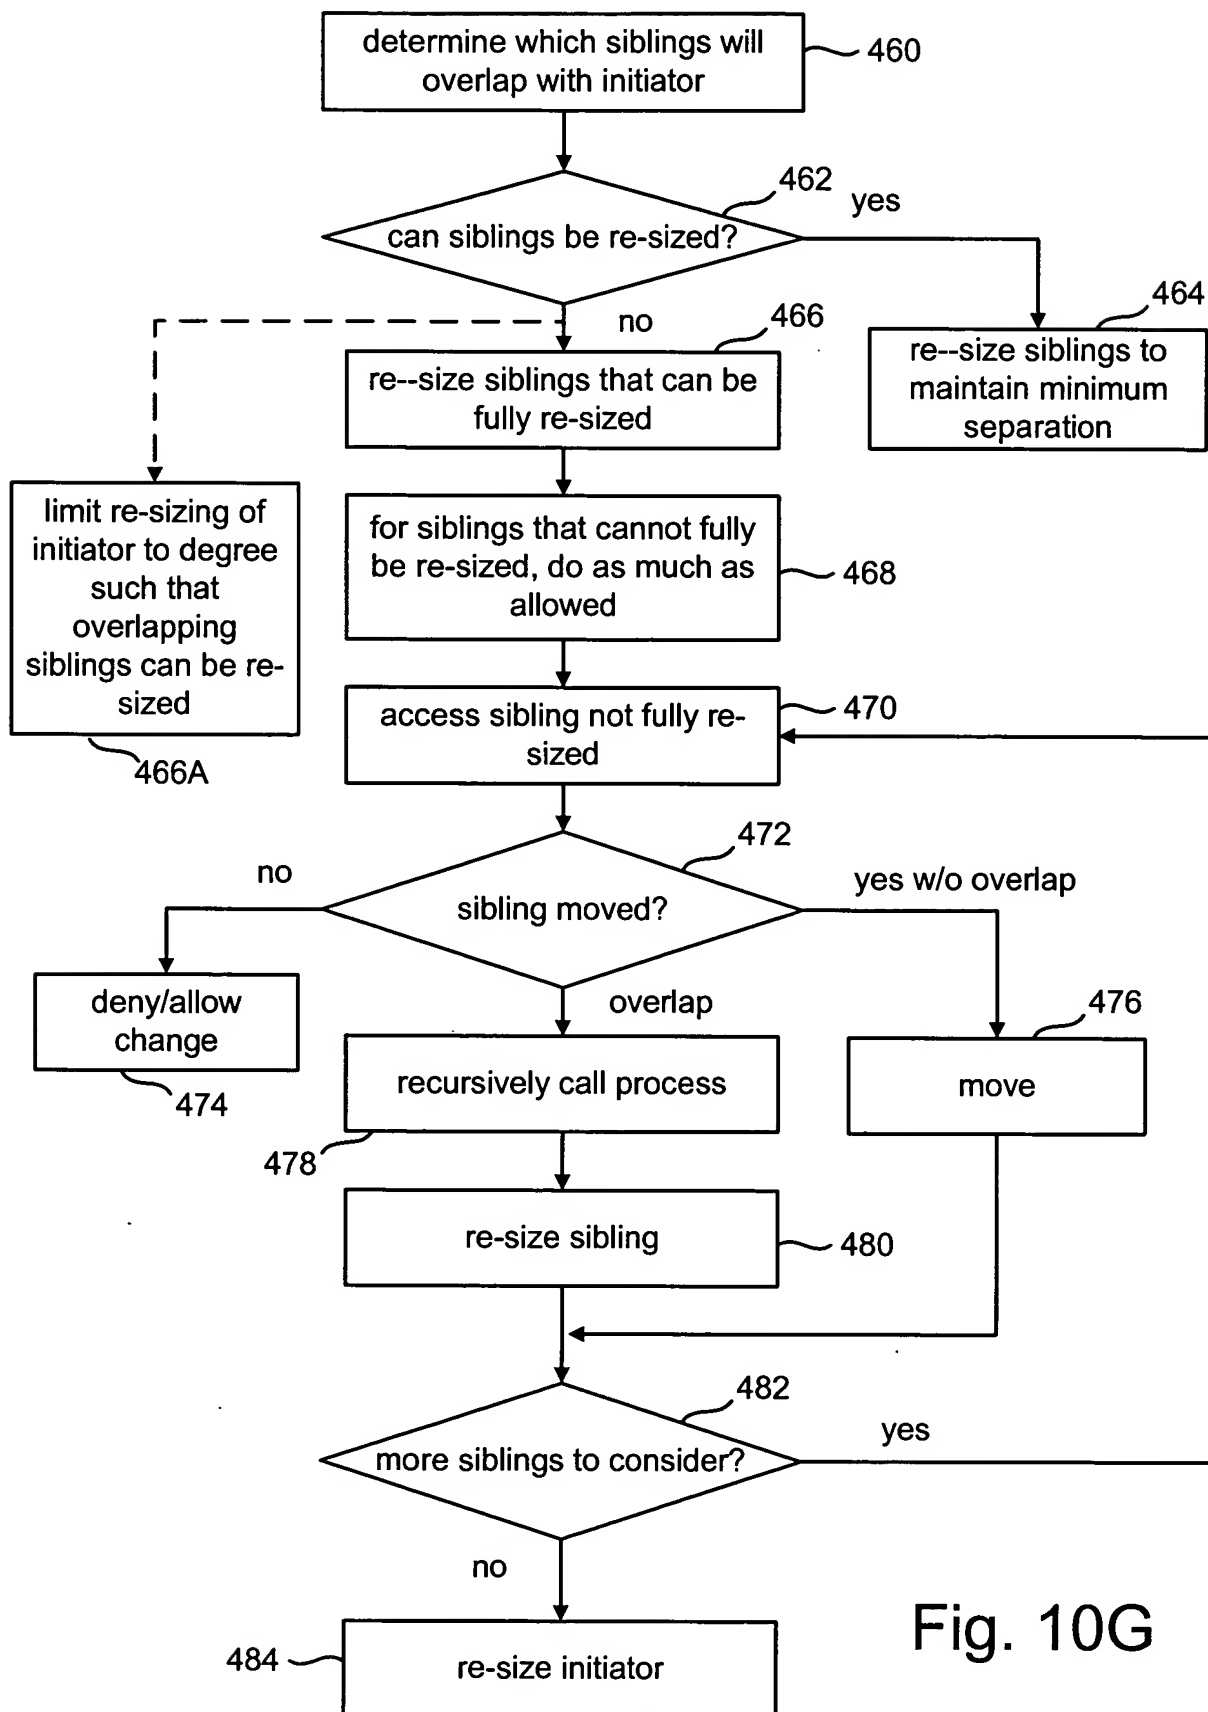 determine which siblings will
overlap with initiator
460
462
yes
can siblings be re-sized?
no
466
464
re--size siblings that can be
fully re-sized
re--size siblings to
maintain minimum
separation
limit re-sizing of
initiator to degree
such that
overlapping
siblings can be re-
sized
466A
for siblings that cannot fully
be re-sized, do as much as
allowed
468
access sibling not fully re-
sized
470
472
no
yes w/o overlap
sibling moved?
deny/allow
change
474
overlap
476
recursively call process
478
move
re-size sibling
480
482
yes
more siblings to consider?
no
484
re-size initiator
Fig. 10G